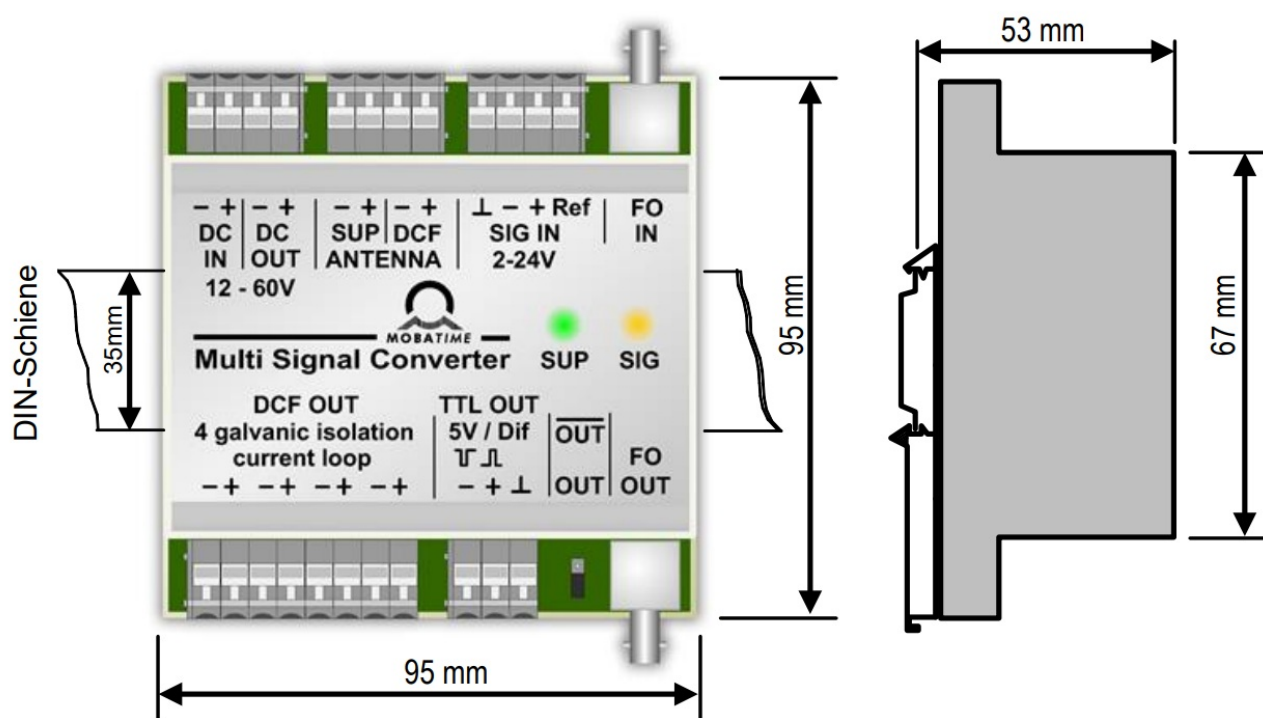 53 mm
− + − + − + − + ⊥ − + Ref FO
DC DC SUP DCF SIG IN IN
IN OUT ANTENNA 2-24V
12 - 60V
DIN-Schiene
35mm
MOBATIME
Multi Signal Converter SUP SIG
95 mm
67 mm
DCF OUT TTL OUT
4 galvanic isolation 5V / Dif OUT
current loop FO
− + − + − + − + − + ⊥ OUT OUT
95 mm